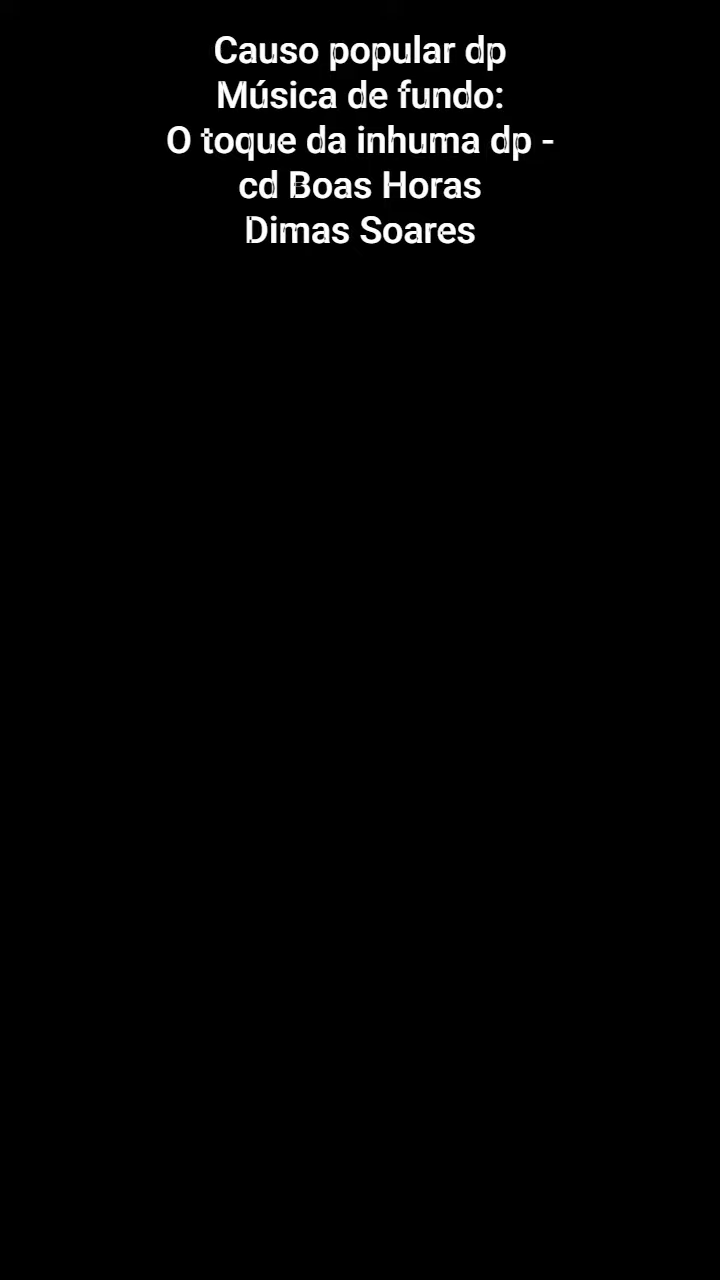 Causo popular dp
Música de fundo:
O toque da inhuma dp -
cd Boas Horas
Dimas Soares